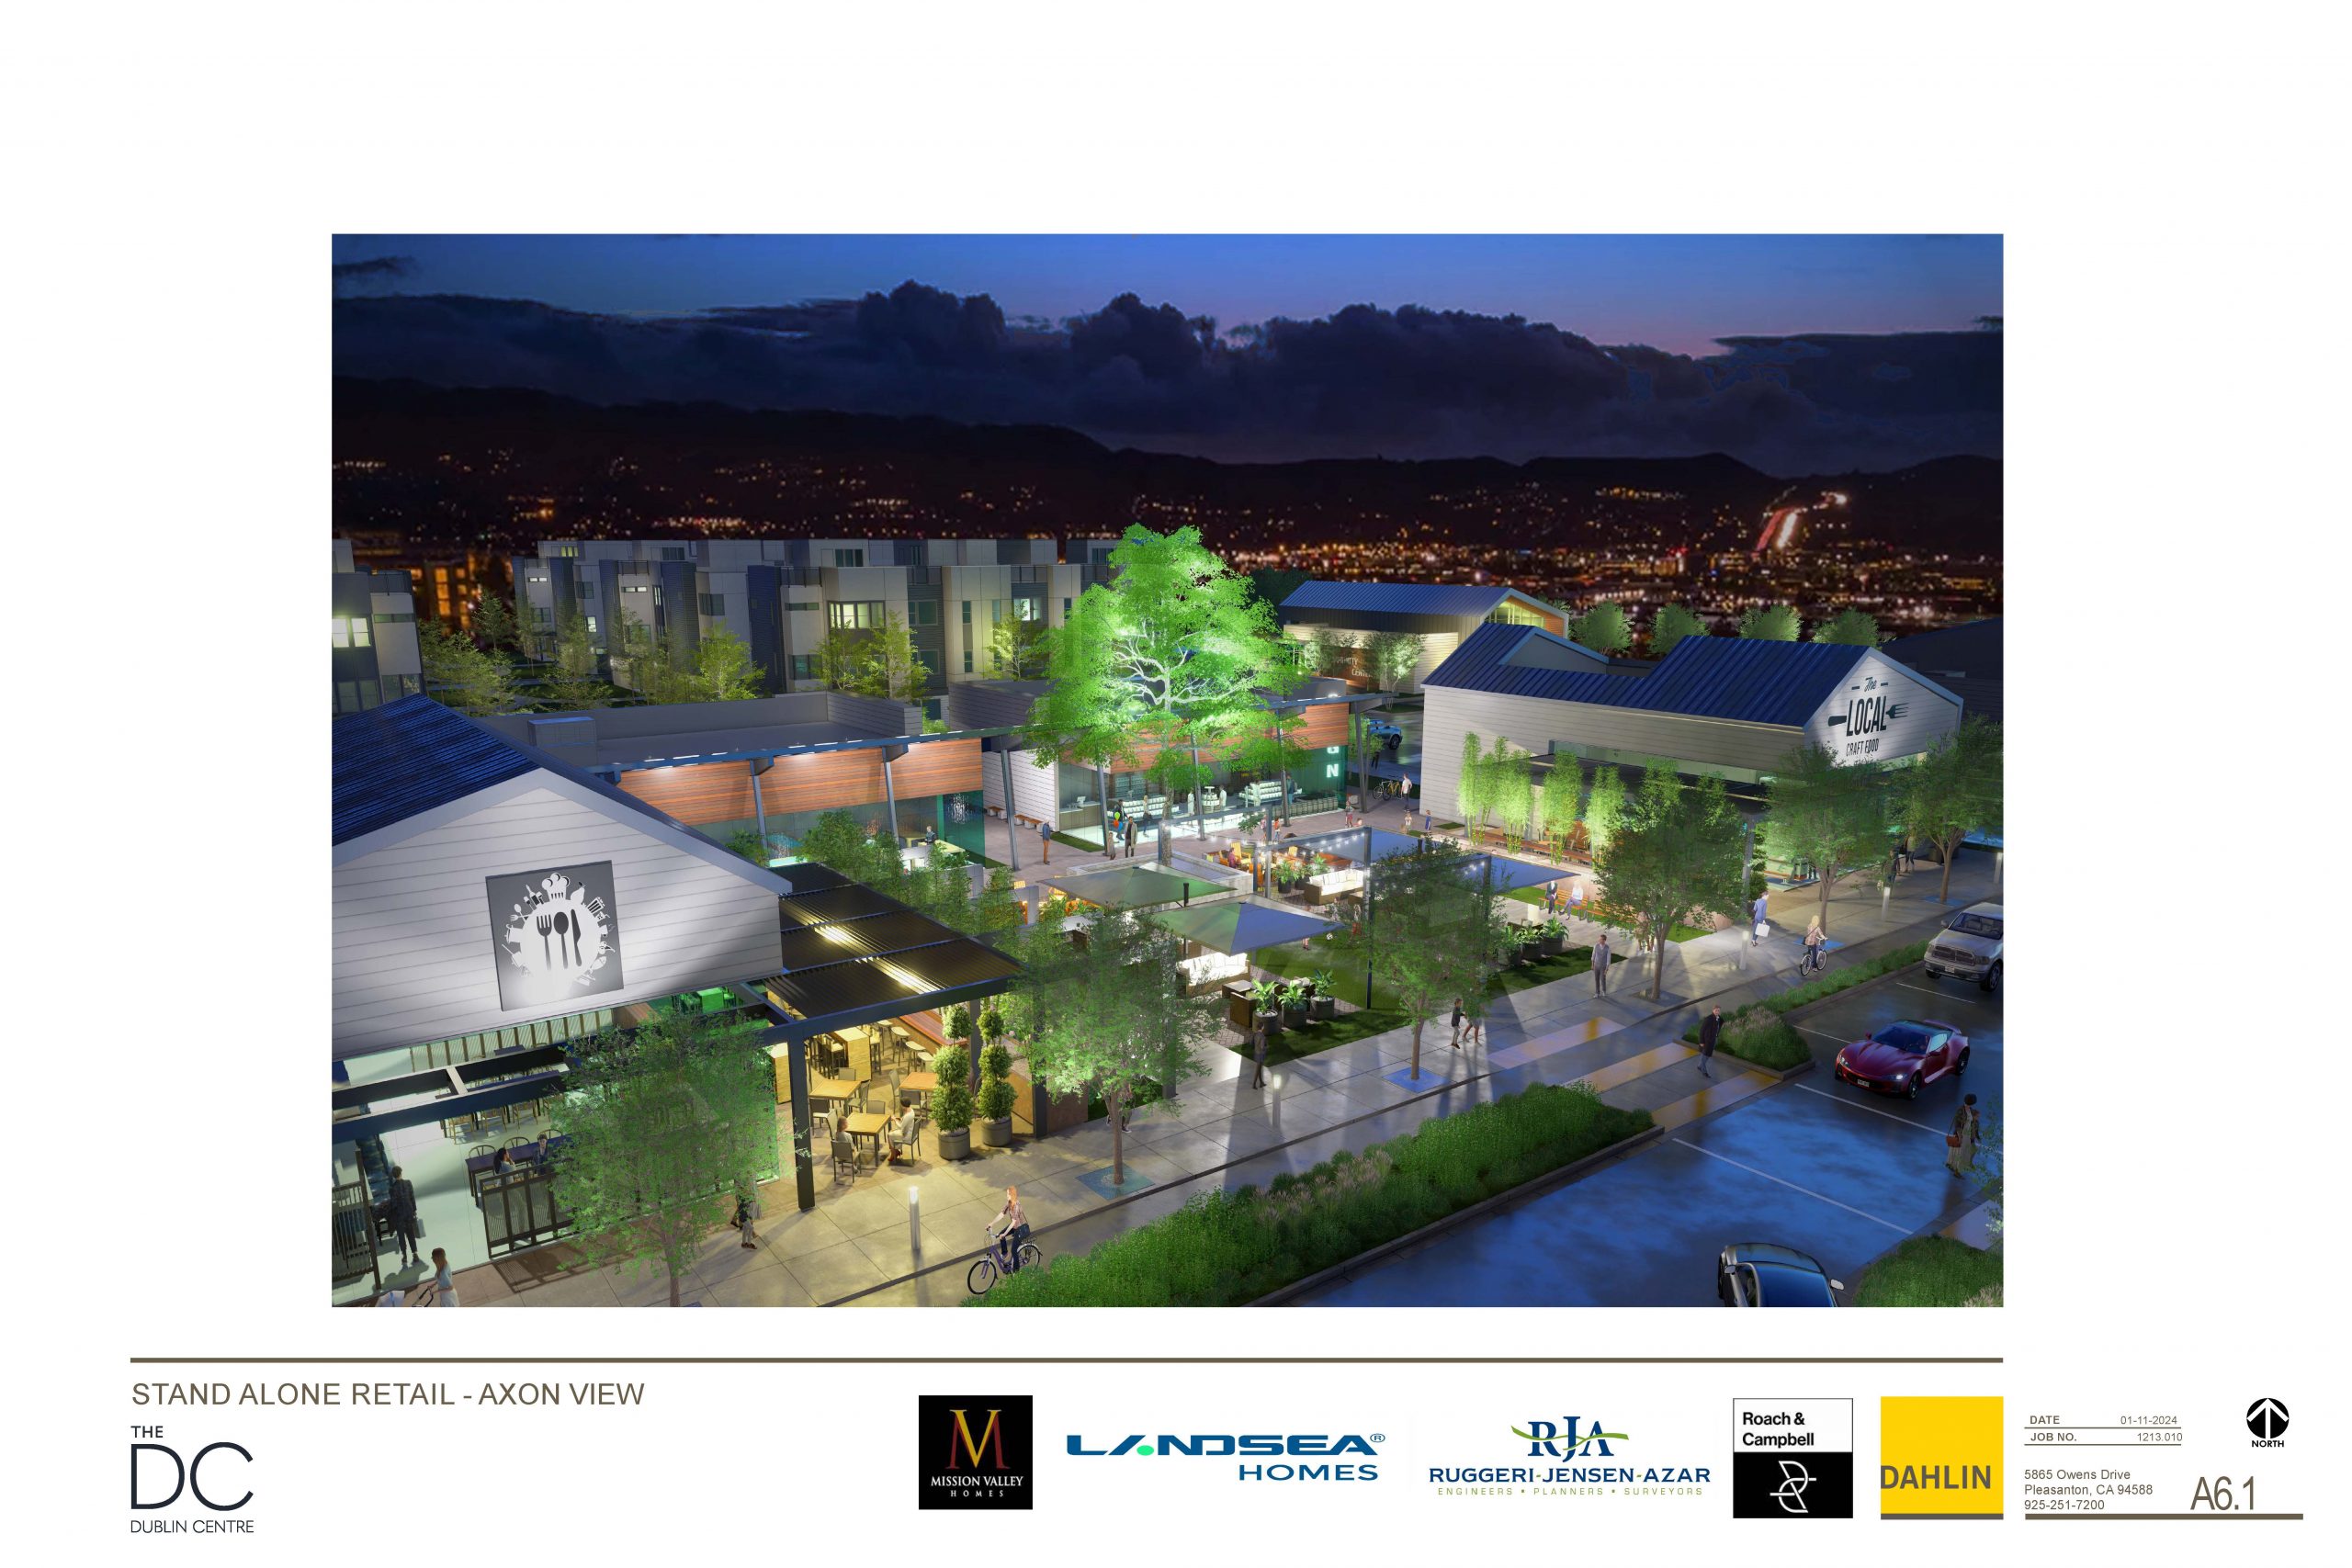 The
LOCAL
CRAFT FOOD
G
N
STAND ALONE RETAIL - AXON VIEW
THE
DC
DUBLIN CENTRE
M
MISSION VALLEY
HOMES
LANDSEA®
HOMES
RJA
RUGGERI-JENSEN-AZAR
ENGINEERS • PLANNERS • SURVEYORS
Roach &
Campbell
DAHLIN
DATE 01-11-2024
JOB NO. 1213.010
5865 Owens Drive
Pleasanton, CA 94588
925-251-7200
A6.1
NORTH